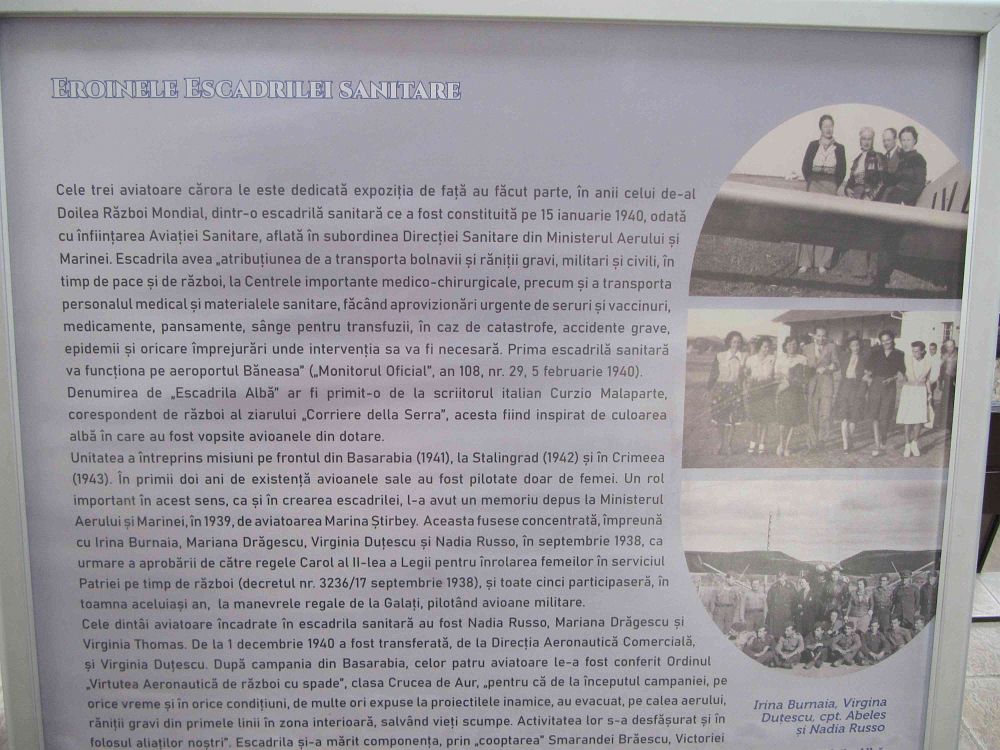 EROINELE ESCADRILEI SANITARE
Cele trei aviatoare cărora le este dedicată expoziția de față au făcut parte, în anii celui de-al
Doilea Război Mondial, dintr-o escadrilă sanitară ce a fost constituită pe 15 ianuarie 1940, odată
cu înființarea Aviației Sanitare, aflată în subordinea Direcției Sanitare din Ministerul Aerului și
Marinei. Escadrila avea „atribuțiunea de a transporta bolnavii și răniții gravi, militari și civili, în
timp de pace și de război, la Centrele importante medico-chirurgicale, precum și a transporta
personalul medical și materialele sanitare, făcând aprovizionări urgente de seruri și vaccinuri,
medicamente, pansamente, sânge pentru transfuzii, în caz de catastrofe, accidente grave,
epidemii și oricare împrejurări unde intervenția sa va fi necesară. Prima escadrilă sanitară
va funcționa pe aeroportul Băneasa” („Monitorul Oficial”, an 108, nr. 29, 5 februarie 1940).
Denumirea de „Escadrila Albă” ar fi primit-o de la scriitorul italian Curzio Malaparte,
corespondent de război al ziarului „Corriere della Serra”, acesta fiind inspirat de culoarea
albă în care au fost vopsite avioanele din dotare.
Unitatea a întreprins misiuni pe frontul din Basarabia (1941), la Stalingrad (1942) și în Crimeea
(1943). În primii doi ani de existență avioanele sale au fost pilotate doar de femei. Un rol
important în acest sens, ca și în crearea escadrilei, l-a avut un memoriu depus la Ministerul
Aerului și Marinei, în 1939, de aviatoarea Marina Știrbey. Aceasta fusese concentrată, împreună
cu Irina Burnaia, Mariana Drăgescu, Virginia Duțescu și Nadia Russo, în septembrie 1938, ca
urmare a aprobării de către regele Carol al II-lea a Legii pentru înrolarea femeilor în serviciul
Patriei pe timp de război (decretul nr. 3236/17 septembrie 1938), și toate cinci participaseră, în
toamna aceluiași an, la manevrele regale de la Galați, pilotând avioane militare.
Cele dintâi aviatoare încadrate în escadrila sanitară au fost Nadia Russo, Mariana Drăgescu și
Virginia Thomas. De la 1 decembrie 1940 a fost transferată, de la Direcția Aeronautică Comercială,
și Virginia Duțescu. După campania din Basarabia, celor patru aviatoare le-a fost conferit Ordinul
„Virtutea Aeronautică de război cu spade”, clasa Crucea de Aur, „pentru că de la începutul campaniei, pe
orice vreme și în orice condițiuni, de multe ori expuse la proiectilele inamice, au evacuat, pe calea aerului,
răniții gravi din primele linii în zona interioară, salvând vieți scumpe. Activitatea lor s-a desfășurat și în
folosul aliaților noștri”. Escadrila și-a mărit componența, prin „cooptarea” Smarandei Brăescu, Victoriei
Irina Burnaia, Virgina
Duțescu, cpt. Abeles
și Nadia Russo